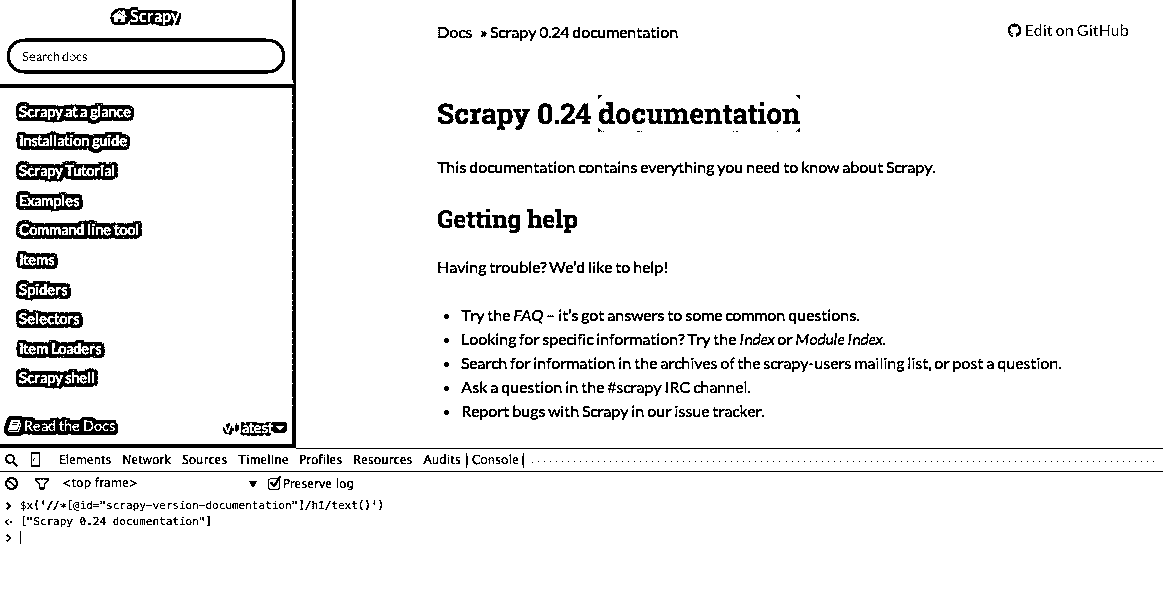 Scrapy
Search docs
Scrapy at a glance
Installation guide
Scrapy Tutorial
Examples
Command line tool
Items
Spiders
Selectors
Item Loaders
Scrapy shell
Read the Docs
v: latest
Docs » Scrapy 0.24 documentation
Edit on GitHub
Scrapy 0.24 documentation
This documentation contains everything you need to know about Scrapy.
Getting help
Having trouble? We'd like to help!
• Try the FAQ – it's got answers to some common questions.
• Looking for specific information? Try the Index or Module Index.
• Search for information in the archives of the scrapy-users mailing list, or post a question.
• Ask a question in the #scrapy IRC channel.
• Report bugs with Scrapy in our issue tracker.
Elements Network Sources Timeline Profiles Resources Audits Console
<top frame> ▼ Preserve log
> $x('//*[@id="scrapy-version-documentation"]/h1/text()')
<· ["Scrapy 0.24 documentation"]
>